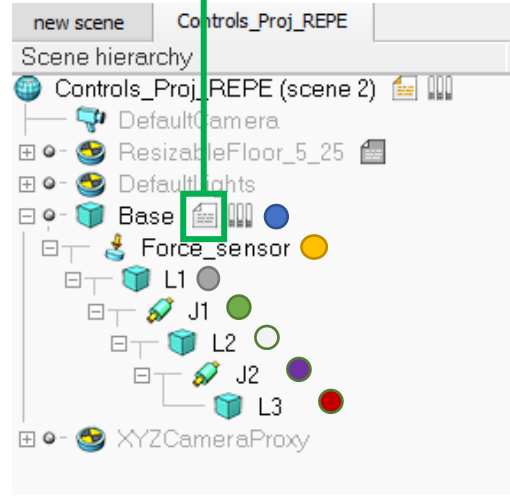 new scene
Controls_Proj_REPE
Scene hierarchy
Controls_Proj_REPE (scene 2)
DefaultCamera
ResizableFloor_5_25
DefaultLights
Base
Force_sensor
L1
J1
L2
J2
L3
XYZCameraProxy